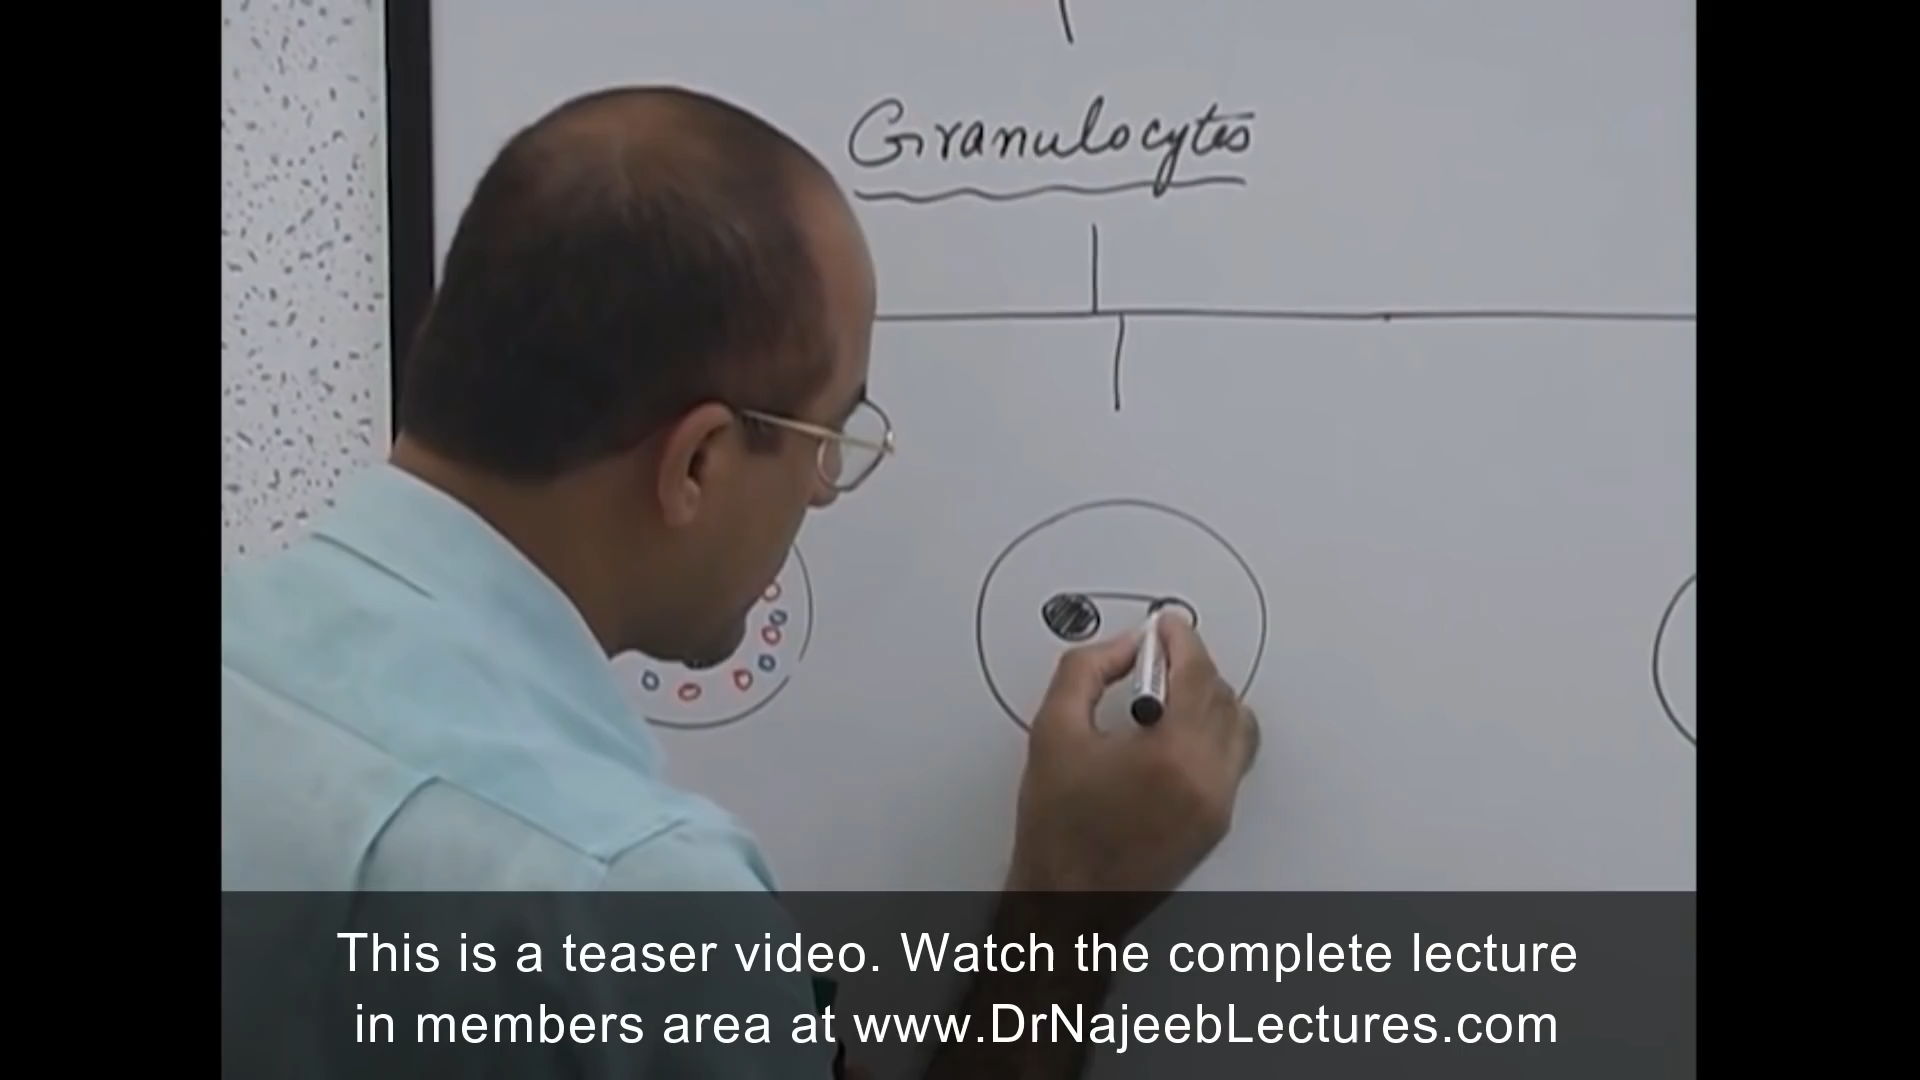 Granulocytes
This is a teaser video. Watch the complete lecture
in members area at www.DrNajeebLectures.com